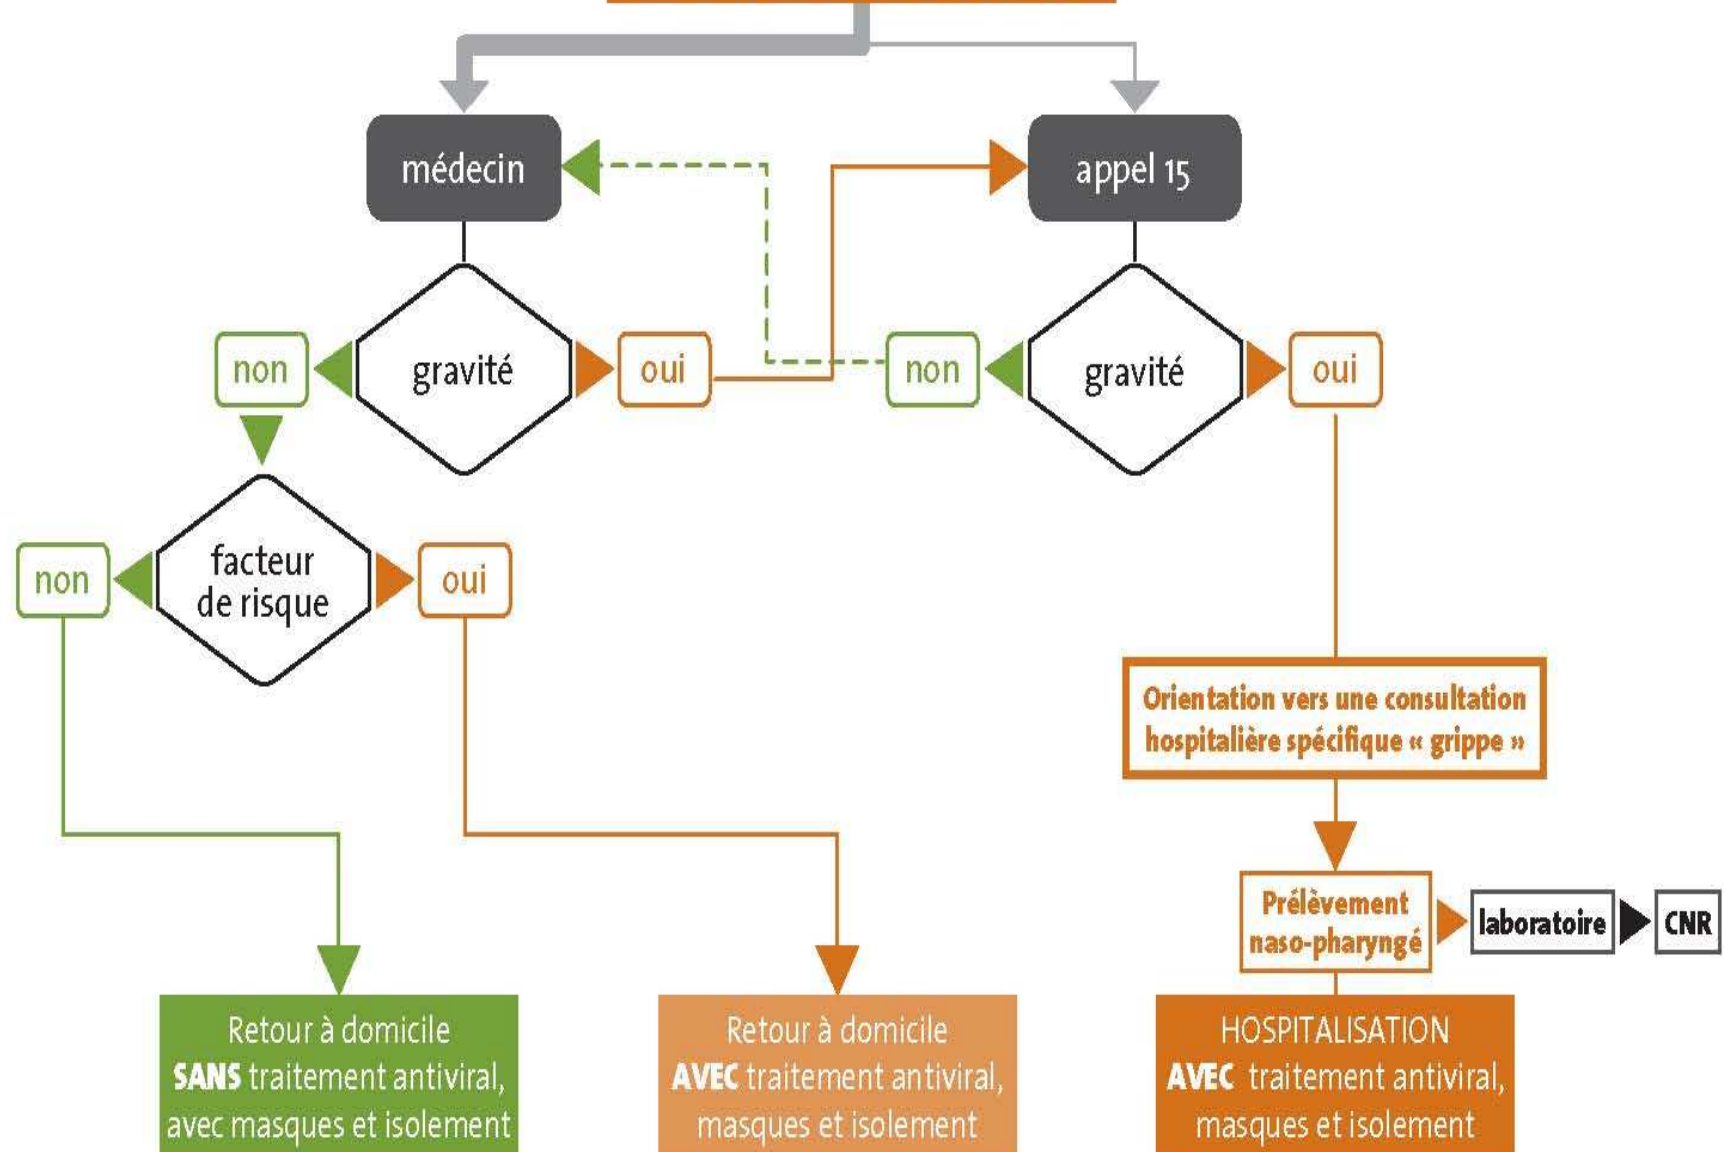 médecin
appel 15
non
gravité
oui
non
gravité
oui
non
facteur
de risque
oui
Orientation vers une consultation
hospitalière spécifique « grippe »
Prélèvement
naso-pharyngé
laboratoire
CNR
Retour à domicile
SANS traitement antiviral,
avec masques et isolement
Retour à domicile
AVEC traitement antiviral,
masques et isolement
HOSPITALISATION
AVEC traitement antiviral,
masques et isolement